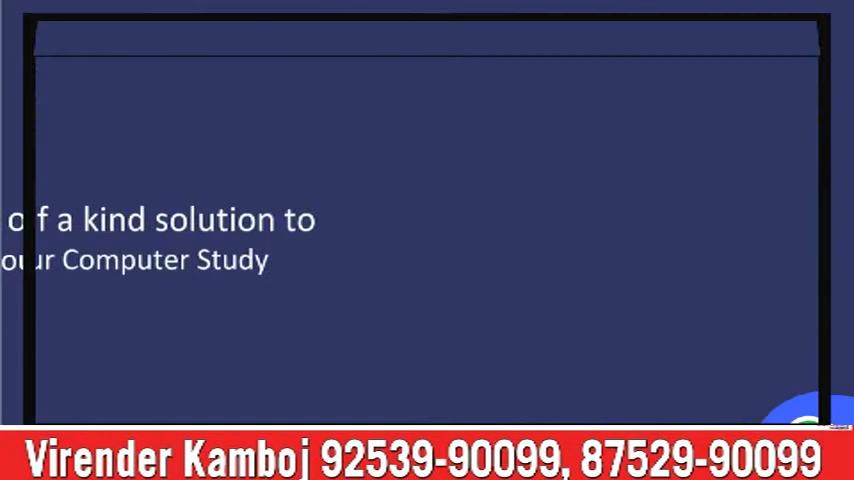 of a kind solution to
our Computer Study
Virender Kamboj 92539-90099, 87529-90099